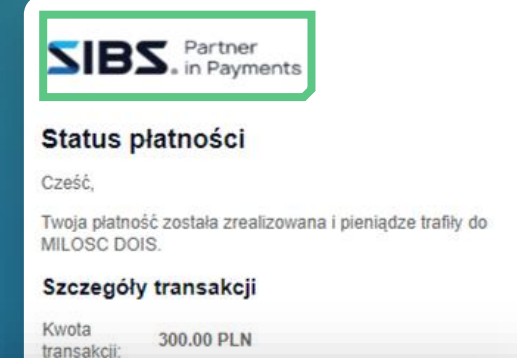 SIBS. Partner
in Payments
Status płatności
Cześć,
Twoja płatność została zrealizowana i pieniądze trafiły do
MILOSC DOIS.
Szczegóły transakcji
Kwota
transakcji: 300.00 PLN